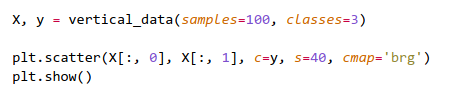 X, y = vertical_data(samples=100, classes=3)
plt.scatter(X[:, 0], X[:, 1], c=y, s=40, cmap='brg')
plt.show()